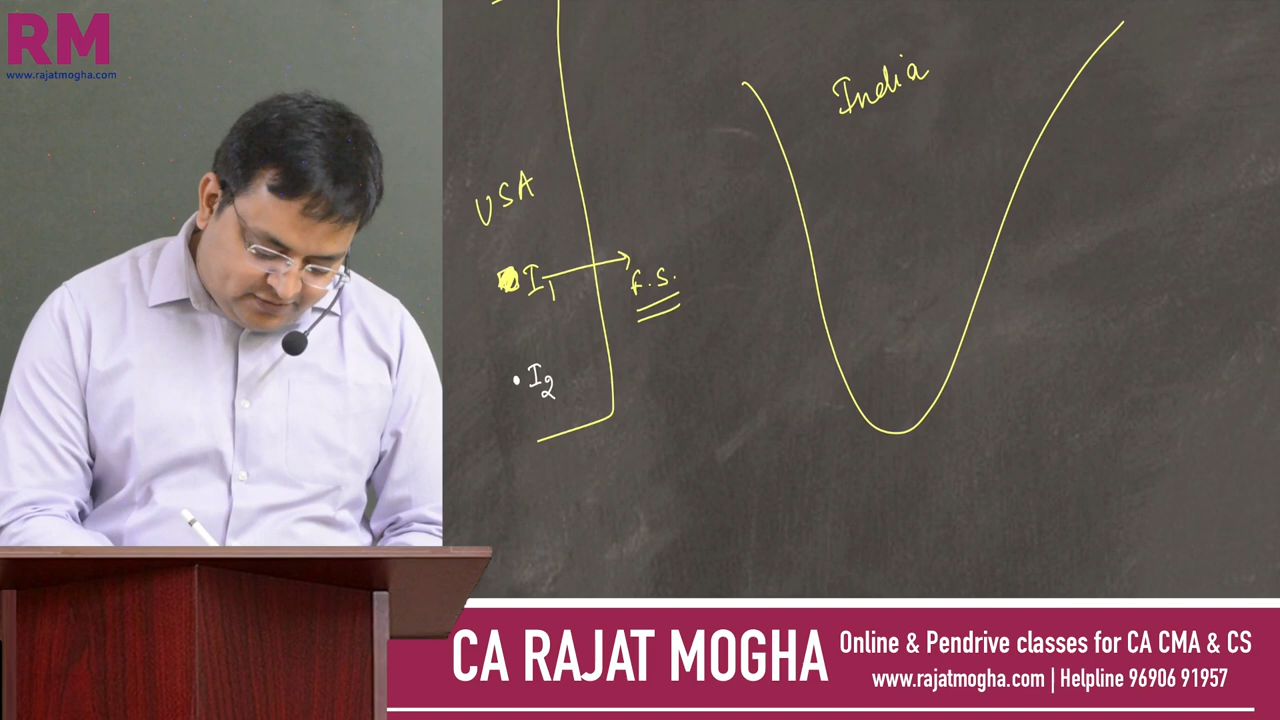 RM
www.rajatmogha.com
India
USA
I1
F.S.
I2
CA RAJAT MOGHA
Online & Pendrive classes for CA CMA & CS
www.rajatmogha.com | Helpline 96906 91957